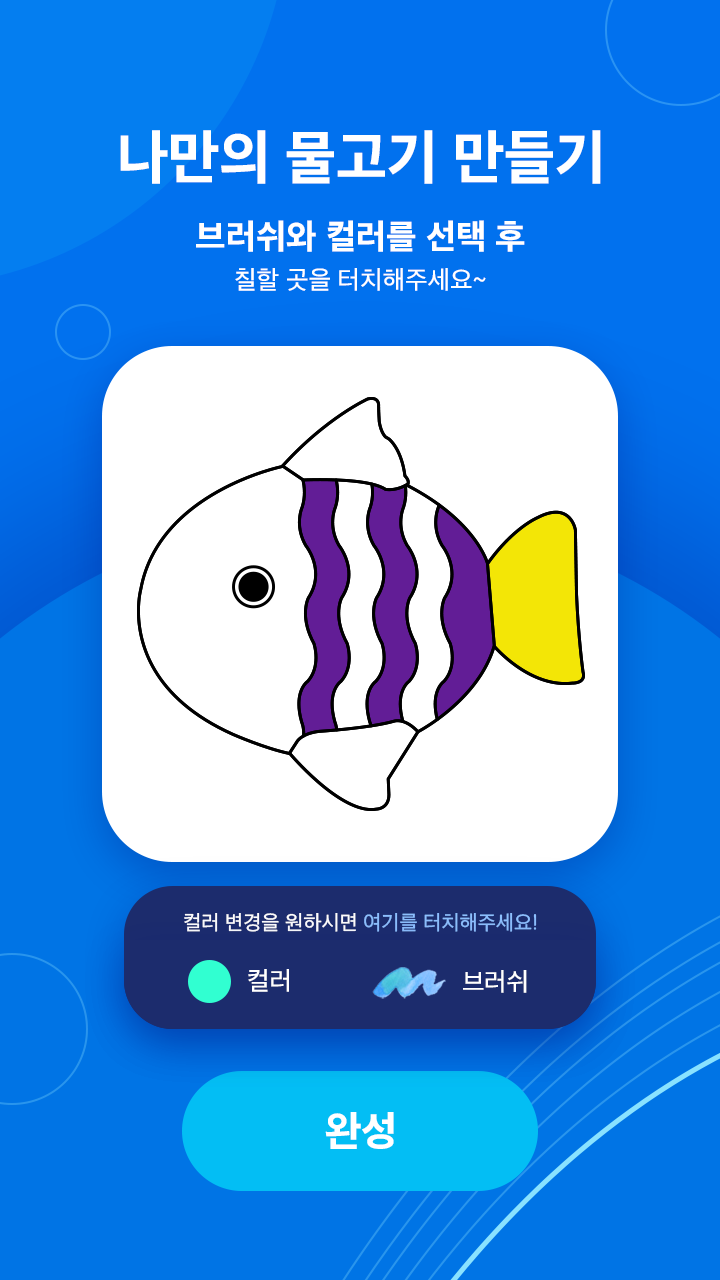 나만의 물고기 만들기
브러쉬와 컬러를 선택 후
칠할 곳을 터치해주세요~
컬러 변경을 원하시면 여기를 터치해주세요!
컬러 브러쉬
완성